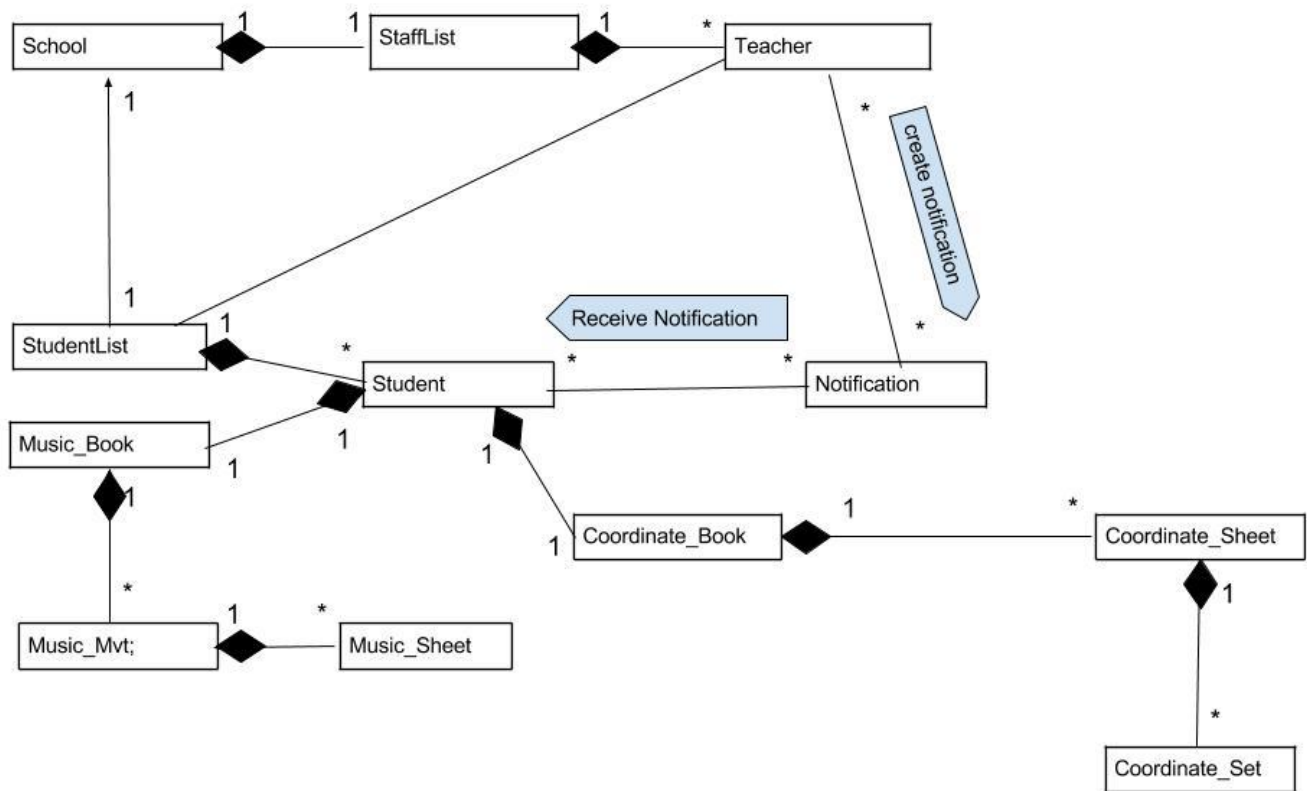 1
1
1
*
School
StaffList
Teacher
1
*
create notification
1
1
*
Receive Notification
StudentList
*
*
*
Student
Notification
Music_Book
1
1
1
1
1
*
1
Coordinate_Book
Coordinate_Sheet
1
*
1
*
Music_Mvt;
Music_Sheet
*
Coordinate_Set